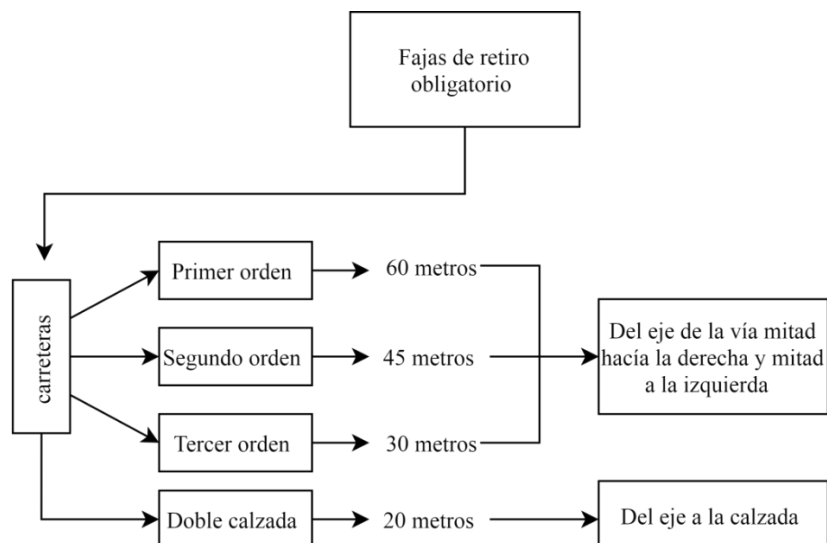 Fajas de retiro
obligatorio
carreteras
Primer orden
60 metros
Segundo orden
45 metros
Tercer orden
30 metros
Del eje de la vía mitad
hacía la derecha y mitad
a la izquierda
Doble calzada
20 metros
Del eje a la calzada